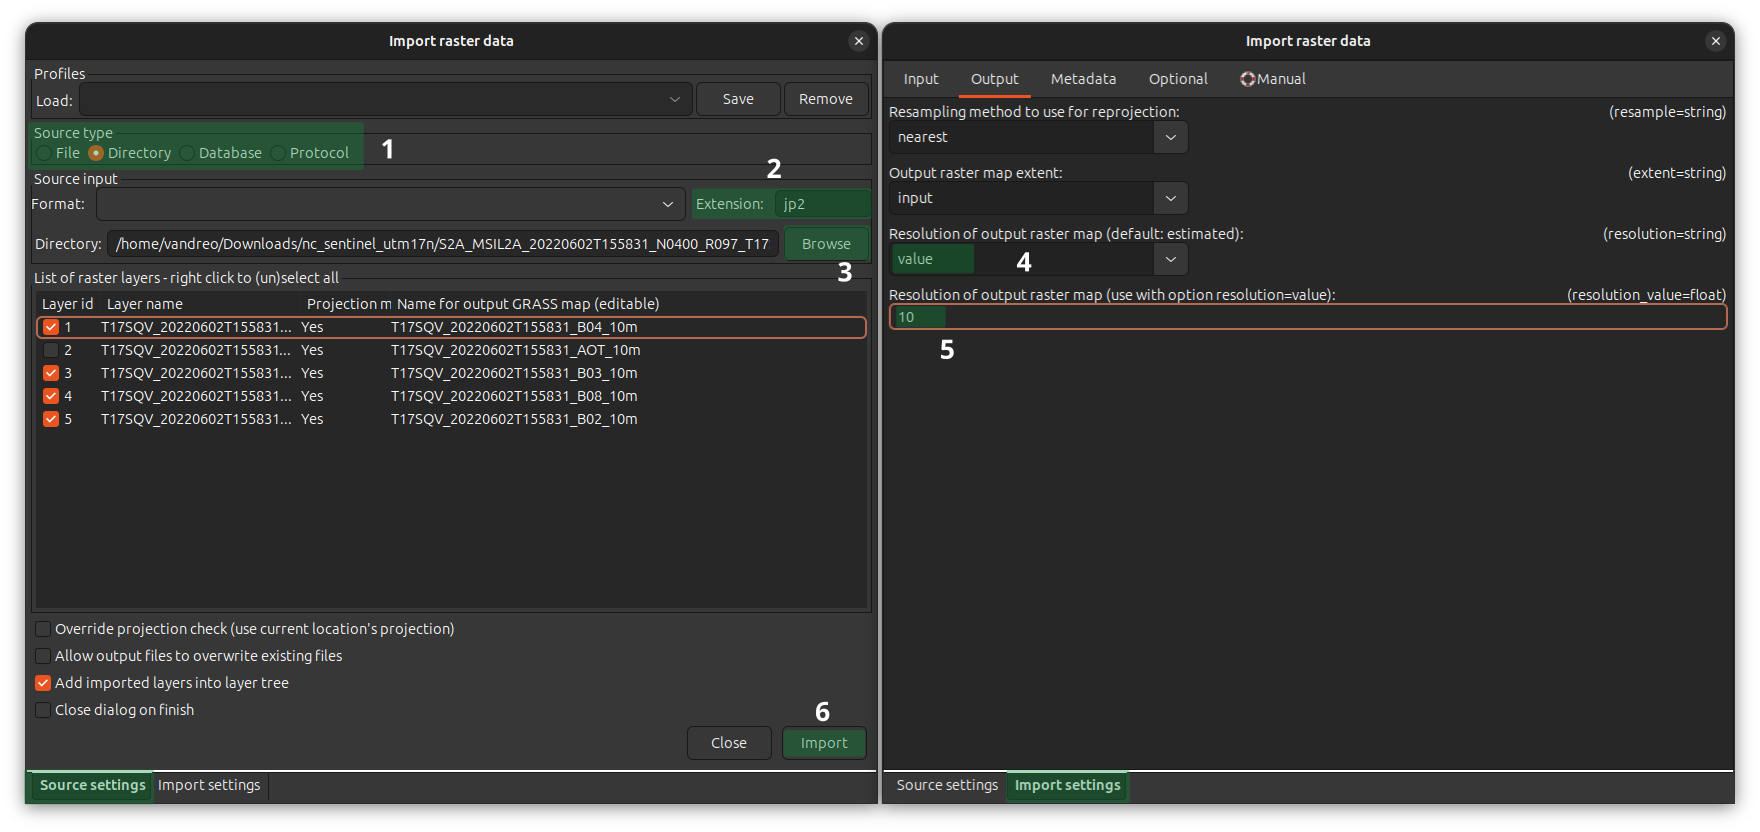 Import raster data
Profiles
Load:
Save
Remove
Source type
File Directory Database Protocol
1
2
Source input
Format:
Extension: jp2
Directory: /home/vandreo/Downloads/nc_sentinel_utm17n/S2A_MSIL2A_20220602T155831_N0400_R097_T17
Browse
3
List of raster layers - right click to (un)select all
Layer id Layer name Projection m Name for output GRASS map (editable)
1 T17SQV_20220602T155831... Yes T17SQV_20220602T155831_B04_10m
2 T17SQV_20220602T155831... Yes T17SQV_20220602T155831_AOT_10m
3 T17SQV_20220602T155831... Yes T17SQV_20220602T155831_B03_10m
4 T17SQV_20220602T155831... Yes T17SQV_20220602T155831_B08_10m
5 T17SQV_20220602T155831... Yes T17SQV_20220602T155831_B02_10m
Override projection check (use current location's projection)
Allow output files to overwrite existing files
Add imported layers into layer tree
Close dialog on finish
6
Close
Import
Source settings Import settings
Import raster data
Input Output Metadata Optional Manual
Resampling method to use for reprojection: (resample=string)
nearest
Output raster map extent: (extent=string)
input
Resolution of output raster map (default: estimated): (resolution=string)
value
4
Resolution of output raster map (use with option resolution=value): (resolution_value=float)
10
5
Source settings Import settings